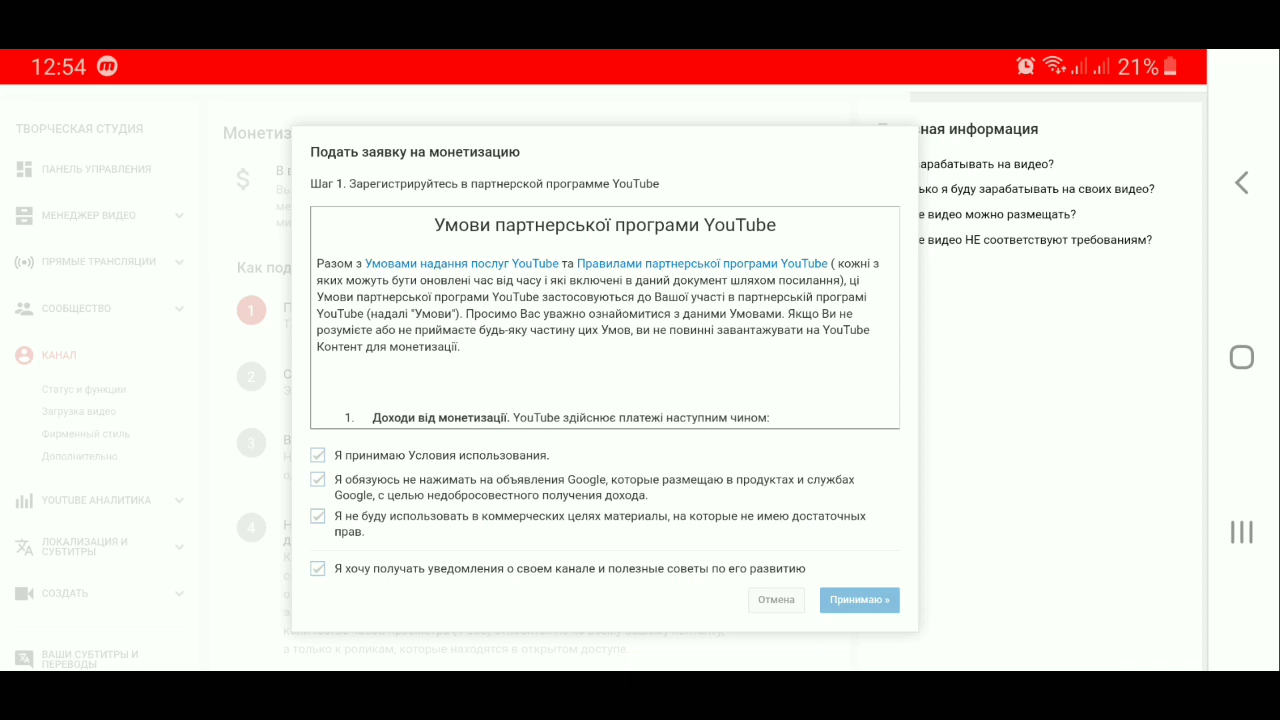 12:54
21%
ТВОРЧЕСКАЯ СТУДИЯ
ПАНЕЛЬ УПРАВЛЕНИЯ
МЕНЕДЖЕР ВИДЕО
ПРЯМЫЕ ТРАНСЛЯЦИИ
СООБЩЕСТВО
КАНАЛ
Статус и функции
Загрузка видео
Фирменный стиль
Дополнительно
YOUTUBE АНАЛИТИКА
ЛОКАЛИЗАЦИЯ И
СУБТИТРЫ
СОЗДАТЬ
ВАШИ СУБТИТРЫ И
ПЕРЕВОДЫ
Монетиз
Как под
1
2
3
4
Подать заявку на монетизацию
Шаг 1. Зарегистрируйтесь в партнерской программе YouTube
Умови партнерської програми YouTube
Разом з Умовами надання послуг YouTube та Правилами партнерської програми YouTube ( кожні з
яких можуть бути оновлені час від часу і які включені в даний документ шляхом посилання), ці
Умови партнерської програми YouTube застосовуються до Вашої участі в партнерській програмі
YouTube (надалі "Умови"). Просимо Вас уважно ознайомитися з даними Умовами. Якщо Ви не
розумієте або не приймаєте будь-яку частину цих Умов, ви не повинні завантажувати на YouTube
Контент для монетизації.
1. Доходи від монетизації. YouTube здійснює платежі наступним чином:
Я принимаю Условия использования.
Я обязуюсь не нажимать на объявления Google, которые размещаю в продуктах и службах
Google, с целью недобросовестного получения дохода.
Я не буду использовать в коммерческих целях материалы, на которые не имею достаточных
прав.
Я хочу получать уведомления о своем канале и полезные советы по его развитию
Отмена
Принимаю »
а только к роликам, которые находятся в открытом доступе.
ная информация
арабатывать на видео?
ько я буду зарабатывать на своих видео?
е видео можно размещать?
е видео НЕ соответствуют требованиям?